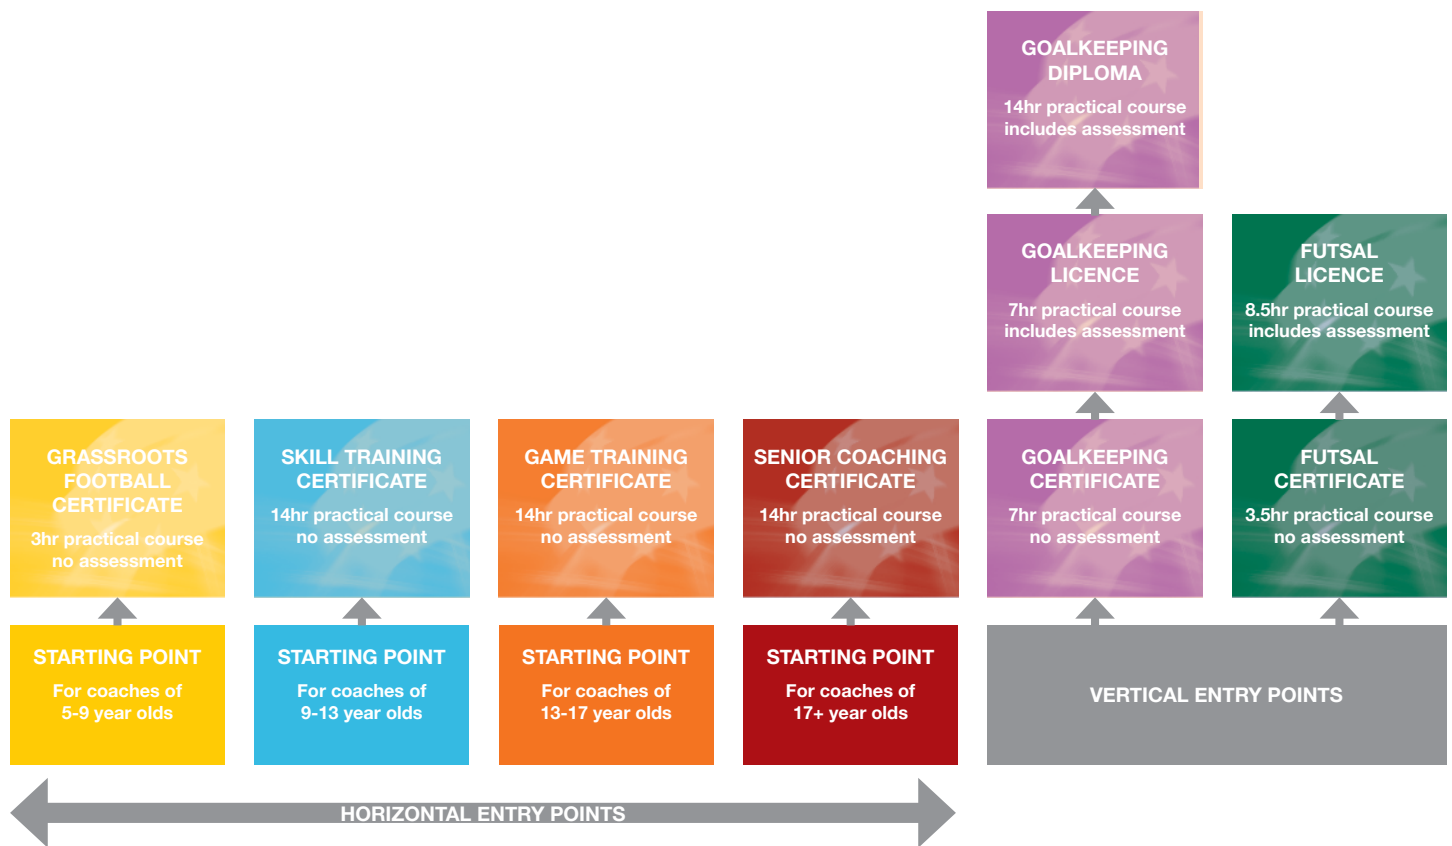 GOALKEEPING
DIPLOMA
14hr practical course
includes assessment
GOALKEEPING
LICENCE
7hr practical course
includes assessment
FUTSAL
LICENCE
8.5hr practical course
includes assessment
GRASSROOTS
FOOTBALL
CERTIFICATE
3hr practical course
no assessment
SKILL TRAINING
CERTIFICATE
14hr practical course
no assessment
GAME TRAINING
CERTIFICATE
14hr practical course
no assessment
SENIOR COACHING
CERTIFICATE
14hr practical course
no assessment
GOALKEEPING
CERTIFICATE
7hr practical course
no assessment
FUTSAL
CERTIFICATE
3.5hr practical course
no assessment
STARTING POINT
For coaches of
5-9 year olds
STARTING POINT
For coaches of
9-13 year olds
STARTING POINT
For coaches of
13-17 year olds
STARTING POINT
For coaches of
17+ year olds
VERTICAL ENTRY POINTS
HORIZONTAL ENTRY POINTS